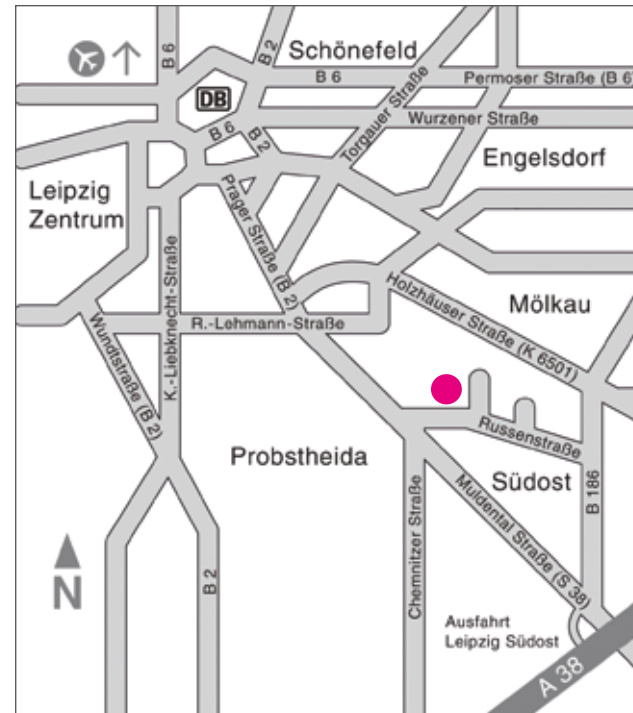 B 6
B 2
Schönefeld
B 6
Permoser Straße (B 6)
DB
Torgauer Straße
Wurzener Straße
B 6
B 2
Engelsdorf
Leipzig
Zentrum
Prager Straße (B 2)
K.-Liebknecht-Straße
Holzhäuser Straße (K 6501)
Mölkau
R.-Lehmann-Straße
Wundtstraße (B 2)
Russenstraße
Probstheida
Südost
B 186
Muldental Straße (S 38)
Chemnitzer Straße
N
B 2
Ausfahrt
Leipzig Südost
A 38